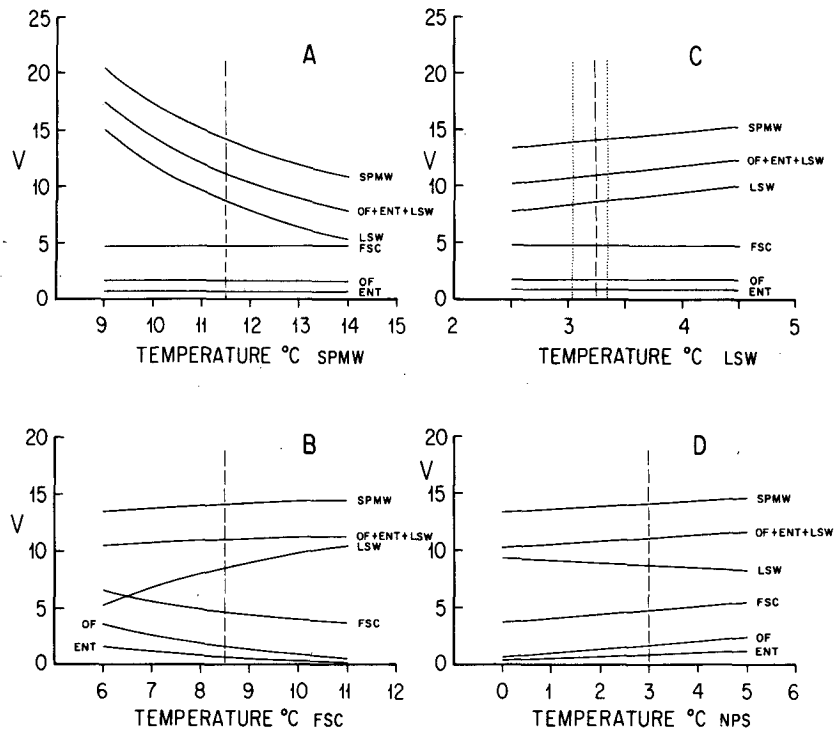 A
25
20
15
10
5
0
V
SPMW
OF+ENT+LSW
LSW
FSC
OF
ENT
9 10 11 12 13 14 15
TEMPERATURE °C SPMW
C
25
20
15
10
5
0
V
SPMW
OF+ENT+LSW
LSW
FSC
OF
ENT
2 3 4 5
TEMPERATURE °C LSW
B
20
15
10
5
0
V
SPMW
OF+ENT+LSW
LSW
FSC
OF
ENT
5 6 7 8 9 10 11 12
TEMPERATURE °C FSC
D
20
15
10
5
0
V
SPMW
OF+ENT+LSW
LSW
FSC
OF
ENT
0 1 2 3 4 5 6
TEMPERATURE °C NPS